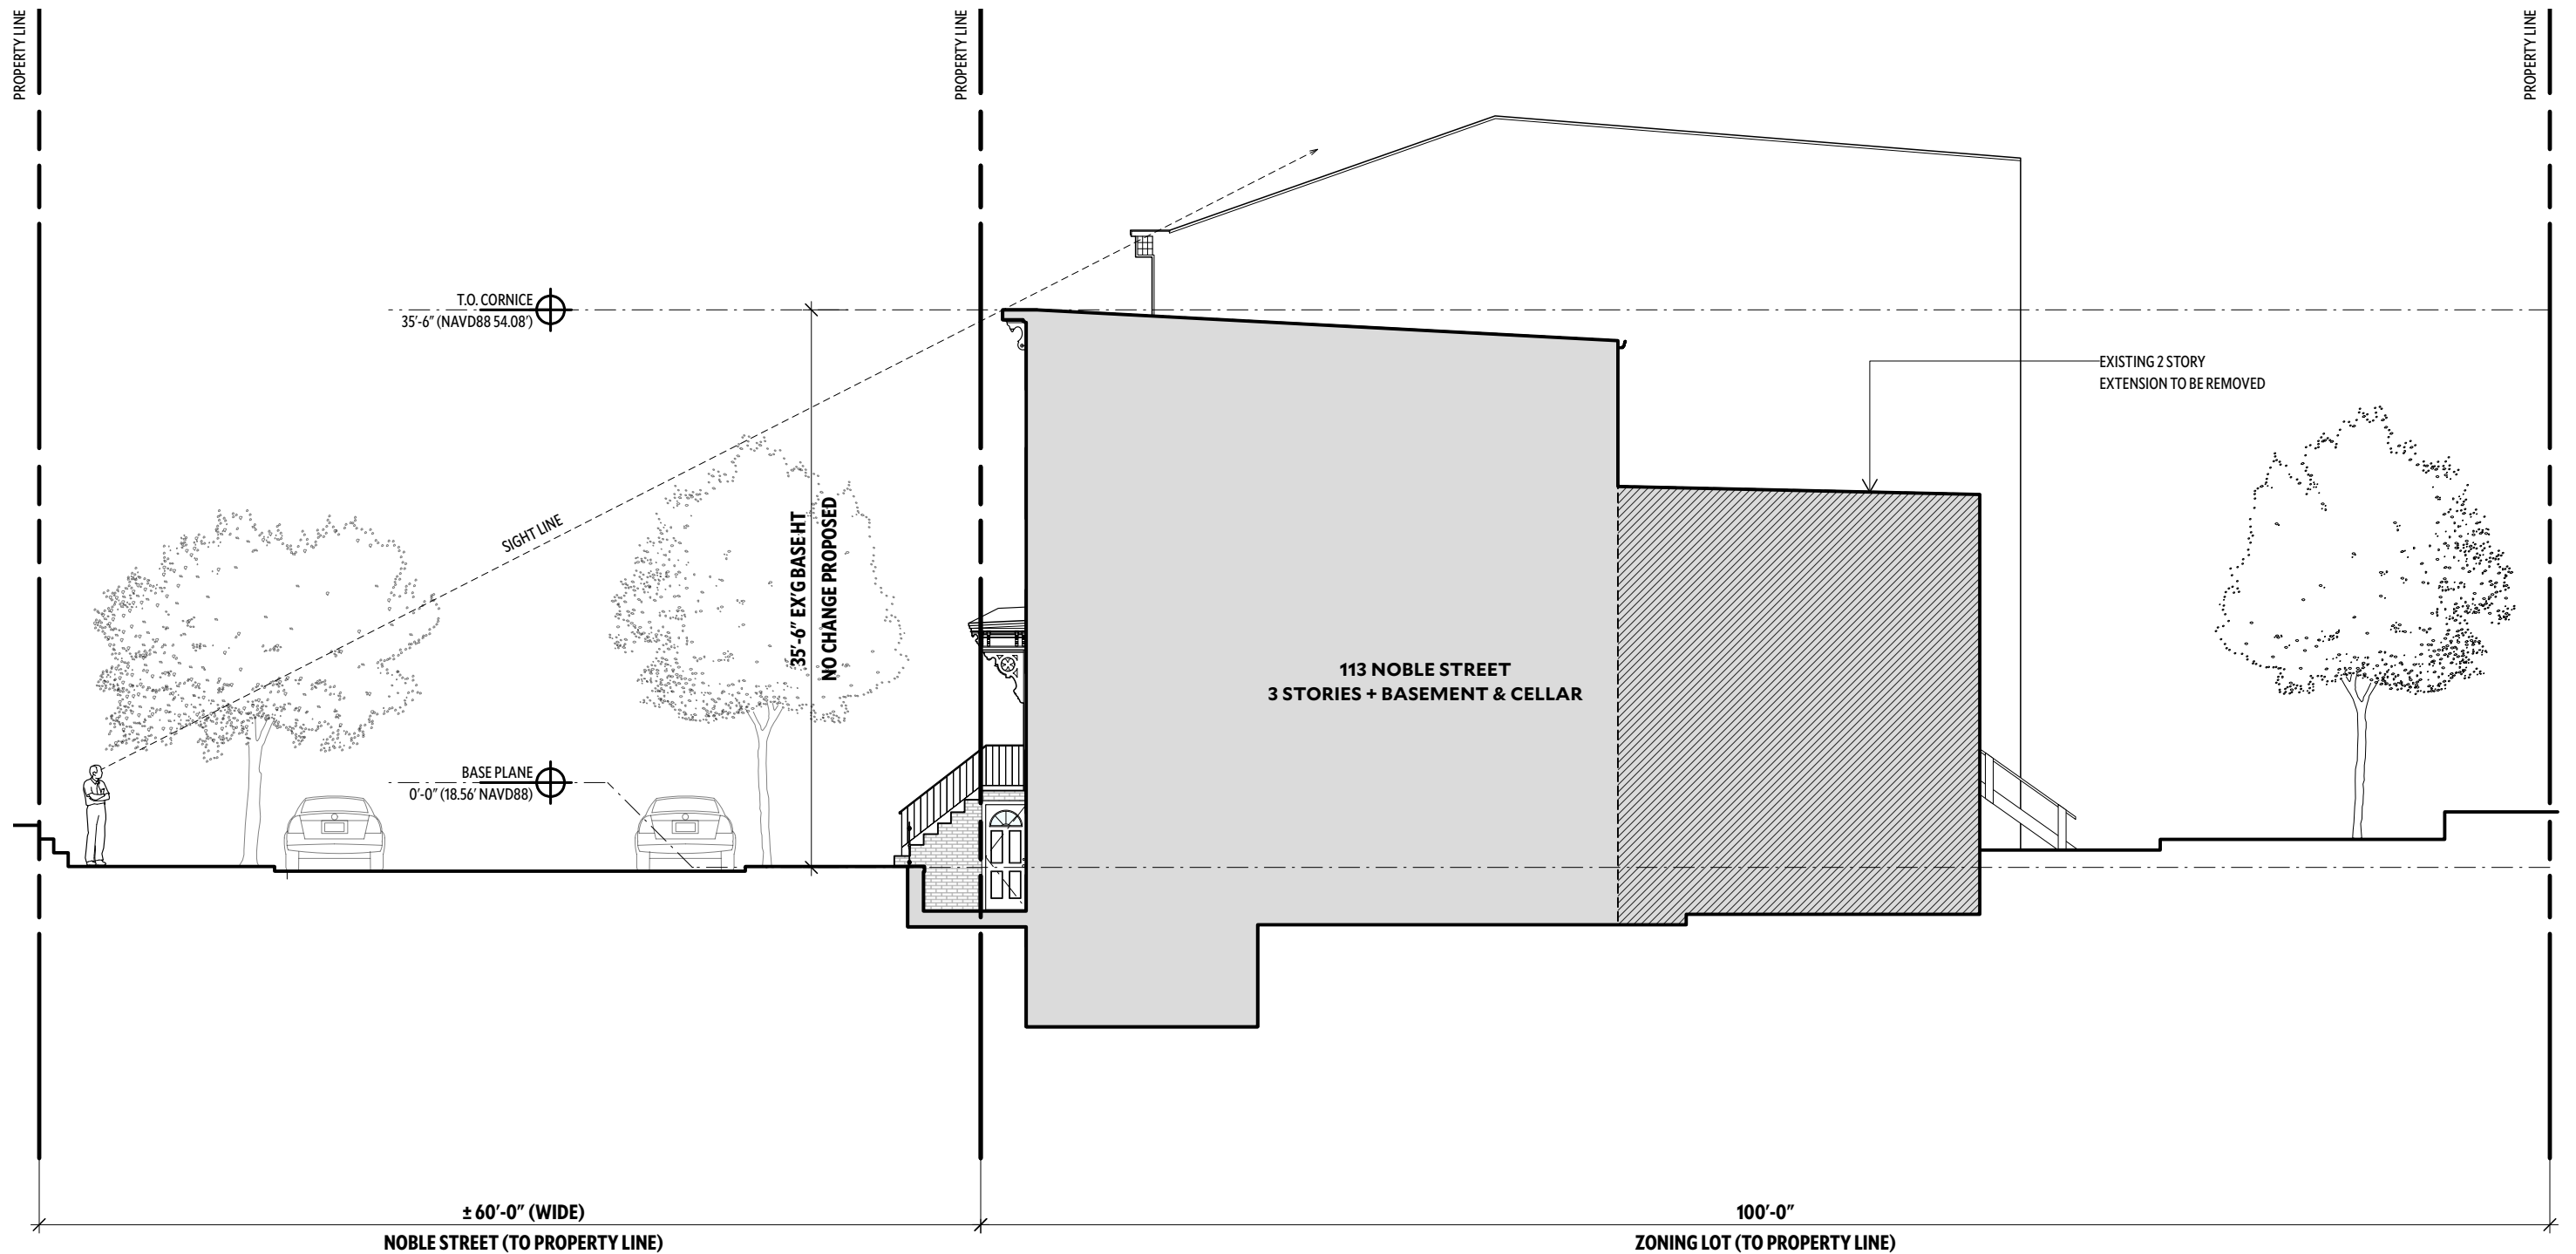 PROPERTY LINE
PROPERTY LINE
PROPERTY LINE
T.O. CORNICE
35'-6" (NAVD88 54.08')
EXISTING 2 STORY
EXTENSION TO BE REMOVED
SIGHT LINE
35'-6" EX'G BASE HT
NO CHANGE PROPOSED
113 NOBLE STREET
3 STORIES + BASEMENT & CELLAR
BASE PLANE
0'-0" (18.56' NAVD88)
± 60'-0" (WIDE)
NOBLE STREET (TO PROPERTY LINE)
100'-0"
ZONING LOT (TO PROPERTY LINE)